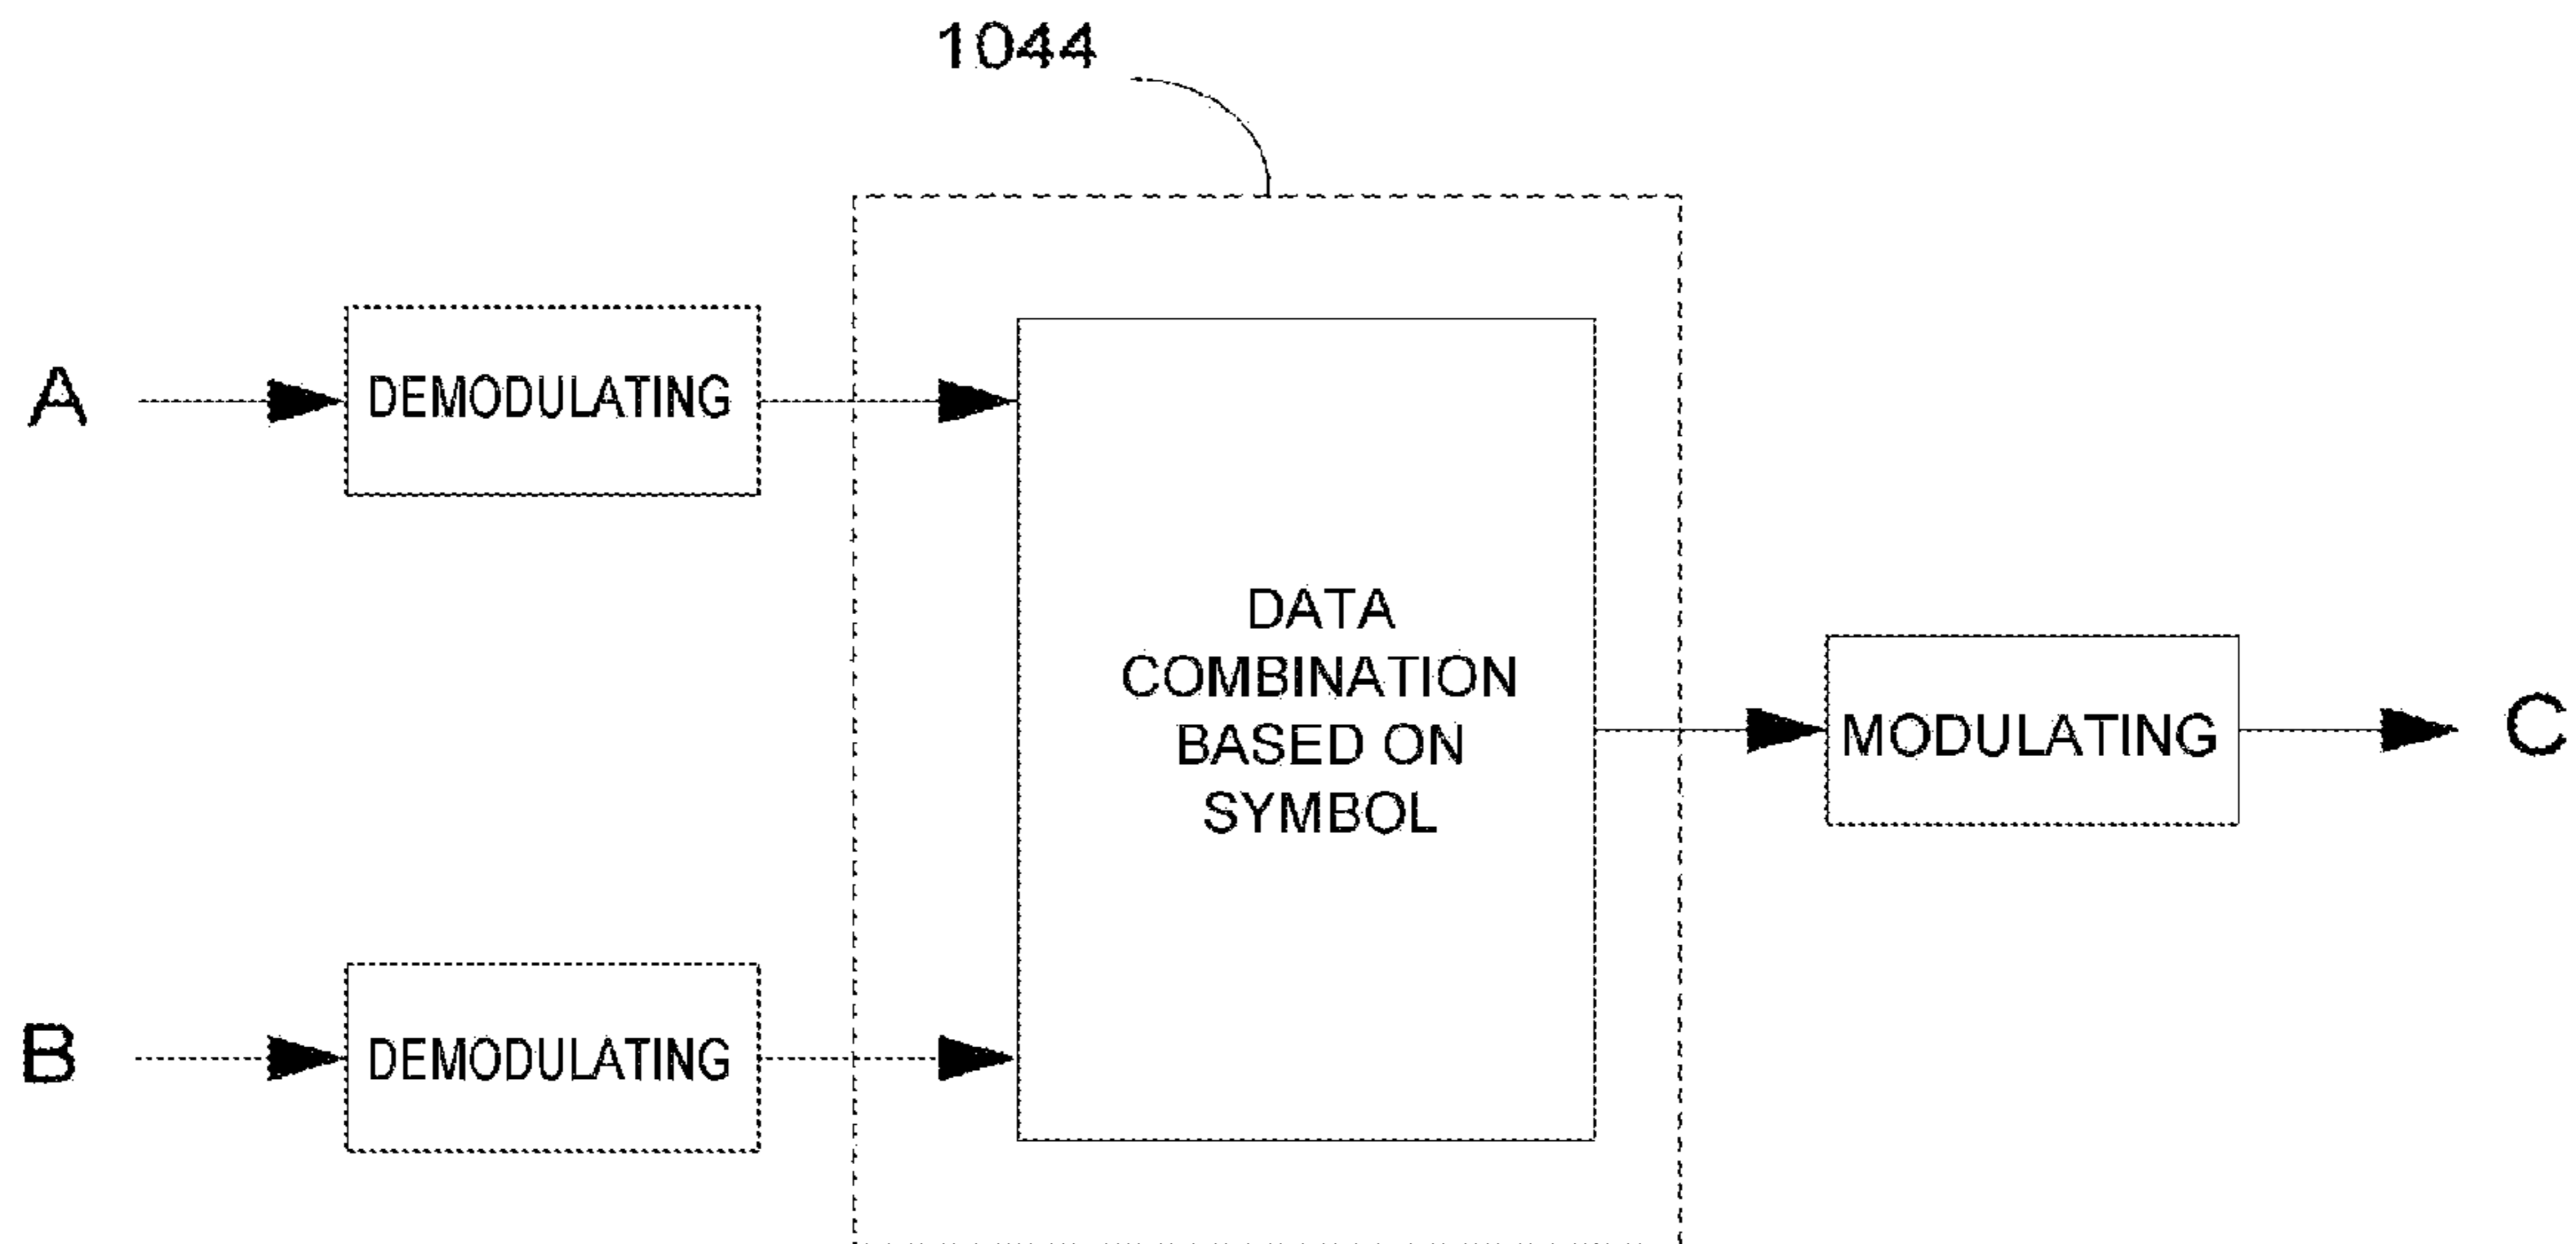 1044
A
DEMODULATING
DATA
COMBINATION
BASED ON
SYMBOL
MODULATING
C
B
DEMODULATING